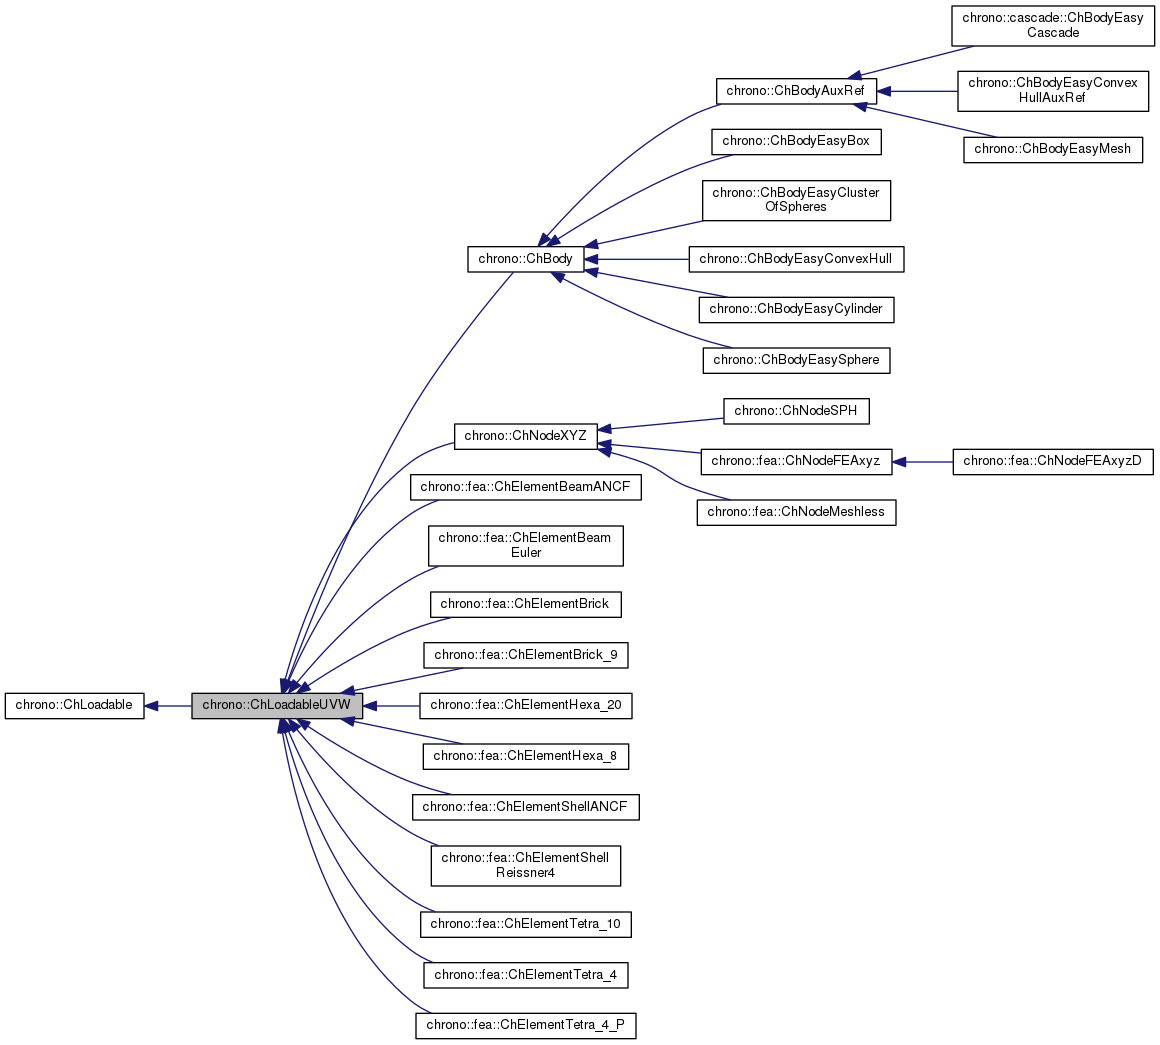 chrono::cascade::ChBodyEasy
Cascade
chrono::ChBodyAuxRef
chrono::ChBodyEasyConvex
HullAuxRef
chrono::ChBodyEasyMesh
chrono::ChBodyEasyBox
chrono::ChBodyEasyCluster
OfSpheres
chrono::ChBody
chrono::ChBodyEasyConvexHull
chrono::ChBodyEasyCylinder
chrono::ChBodyEasySphere
chrono::ChNodeSPH
chrono::ChNodeXYZ
chrono::fea::ChNodeFEAxyz
chrono::fea::ChNodeFEAxyzD
chrono::fea::ChNodeMeshless
chrono::fea::ChElementBeamANCF
chrono::fea::ChElementBeam
Euler
chrono::fea::ChElementBrick
chrono::fea::ChElementBrick_9
chrono::ChLoadable
chrono::ChLoadableUVW
chrono::fea::ChElementHexa_20
chrono::fea::ChElementHexa_8
chrono::fea::ChElementShellANCF
chrono::fea::ChElementShell
Reissner4
chrono::fea::ChElementTetra_10
chrono::fea::ChElementTetra_4
chrono::fea::ChElementTetra_4_P